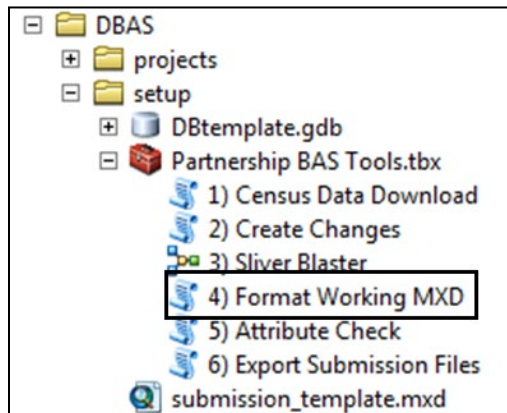 DBAS
projects
setup
DBtemplate.gdb
Partnership BAS Tools.tbx
1) Census Data Download
2) Create Changes
3) Sliver Blaster
4) Format Working MXD
5) Attribute Check
6) Export Submission Files
submission_template.mxd